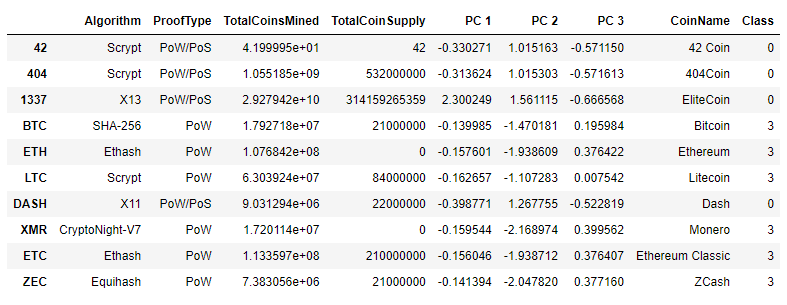 Algorithm ProofType TotalCoinsMined TotalCoinSupply PC 1 PC 2 PC 3 CoinName Class
42 Scrypt PoW/PoS 4.199995e+01 42 -0.330271 1.015163 -0.571150 42 Coin 0
404 Scrypt PoW/PoS 1.055185e+09 532000000 -0.313624 1.015303 -0.571613 404Coin 0
1337 X13 PoW/PoS 2.927942e+10 314159265359 2.300249 1.561115 -0.666568 EliteCoin 0
BTC SHA-256 PoW 1.792718e+07 21000000 -0.139985 -1.470181 0.195984 Bitcoin 3
ETH Ethash PoW 1.076842e+08 0 -0.157601 -1.938609 0.376422 Ethereum 3
LTC Scrypt PoW 6.303924e+07 84000000 -0.162657 -1.107283 0.007542 Litecoin 3
DASH X11 PoW/PoS 9.031294e+06 22000000 -0.398771 1.267755 -0.522819 Dash 0
XMR CryptoNight-V7 PoW 1.720114e+07 0 -0.159544 -2.168974 0.399562 Monero 3
ETC Ethash PoW 1.133597e+08 210000000 -0.156046 -1.938712 0.376407 Ethereum Classic 3
ZEC Equihash PoW 7.383056e+06 21000000 -0.141394 -2.047820 0.377160 ZCash 3